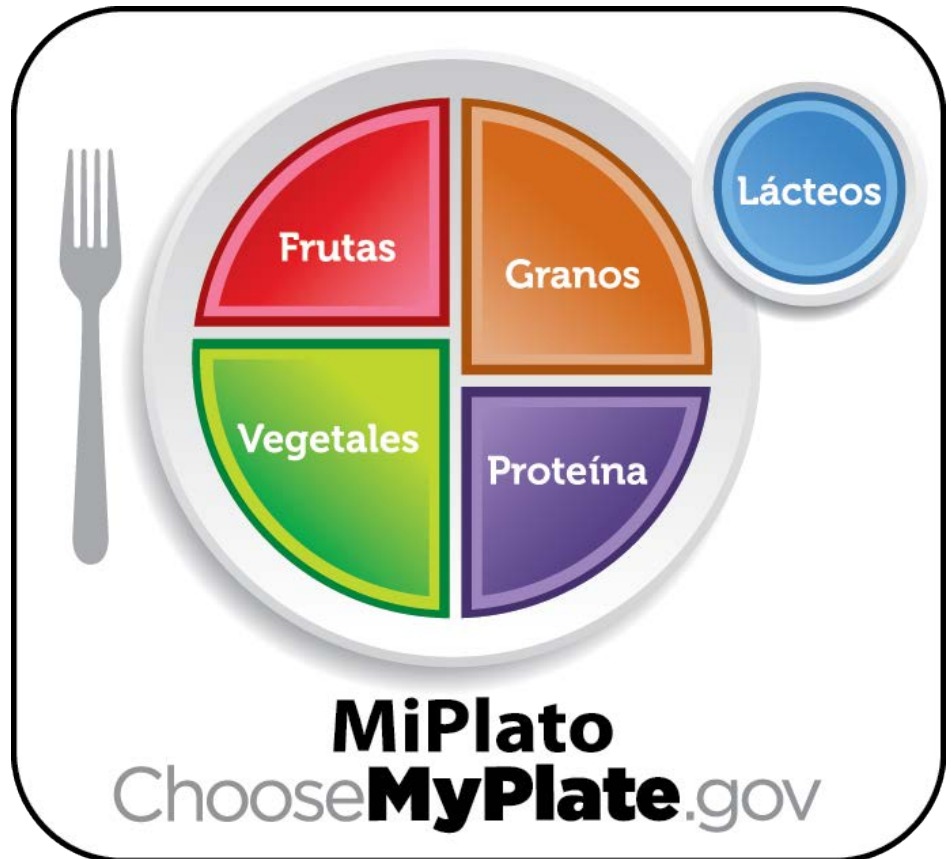 Frutas
Granos
Lácteos
Vegetales
Proteína
MiPlato
ChooseMyPlate.gov